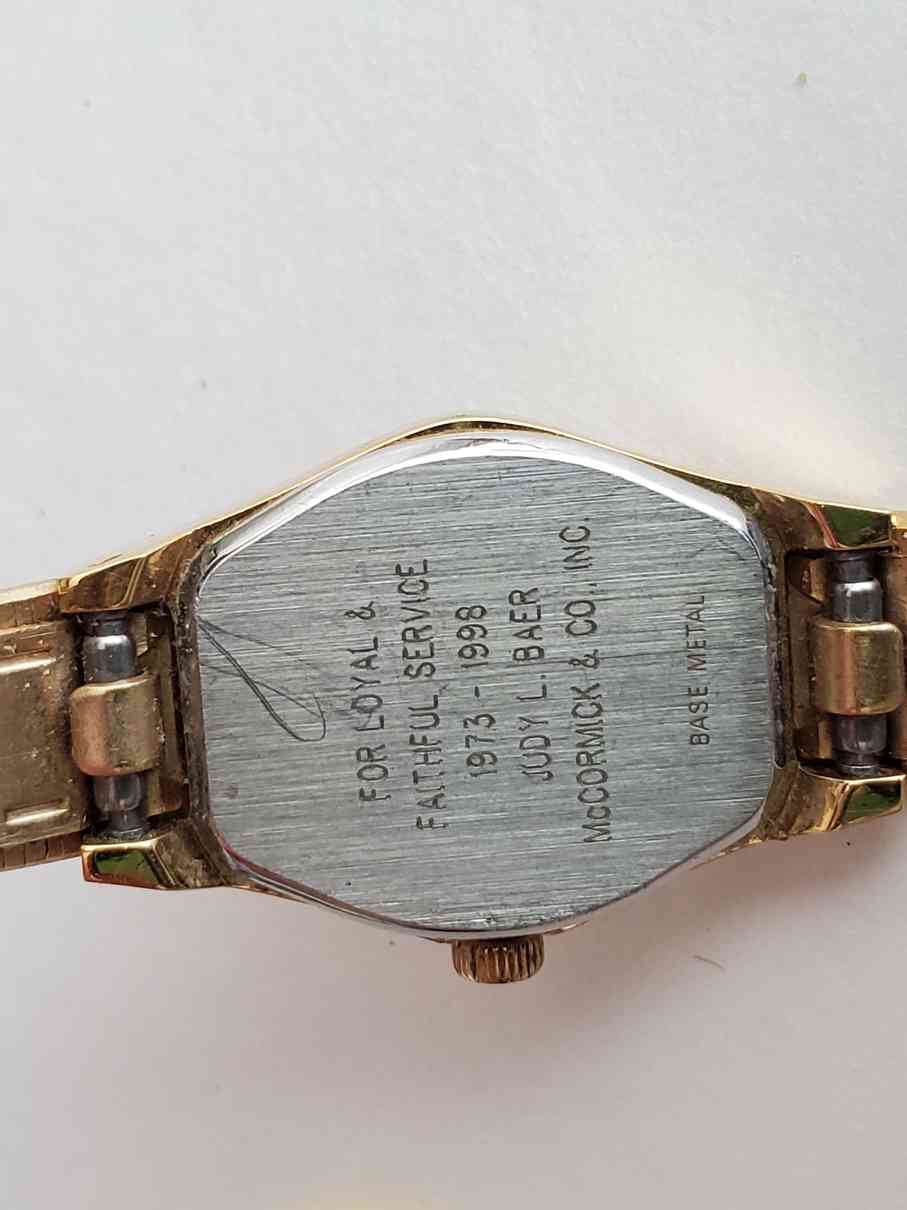 FOR LOYAL &
FAITHFUL SERVICE
1973 - 1998
JUDY L. BAER
McCORMICK & CO., INC.
BASE METAL